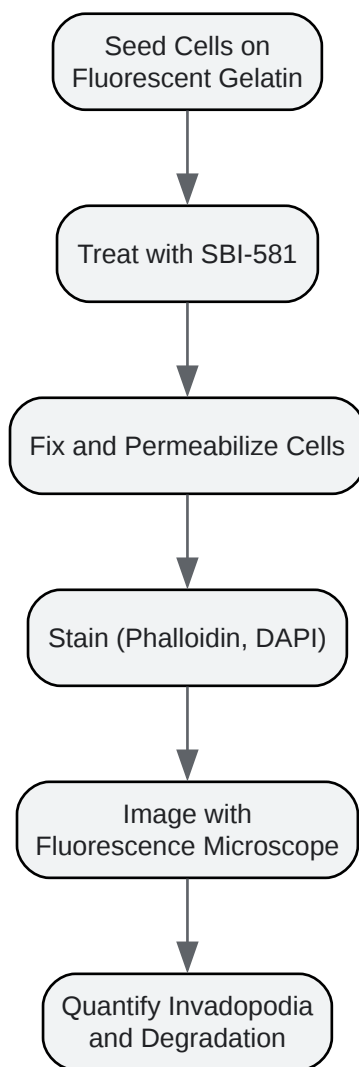 Seed Cells on
Fluorescent Gelatin
Treat with SBI-581
Fix and Permeabilize Cells
Stain (Phalloidin, DAPI)
Image with
Fluorescence Microscope
Quantify Invadopodia
and Degradation